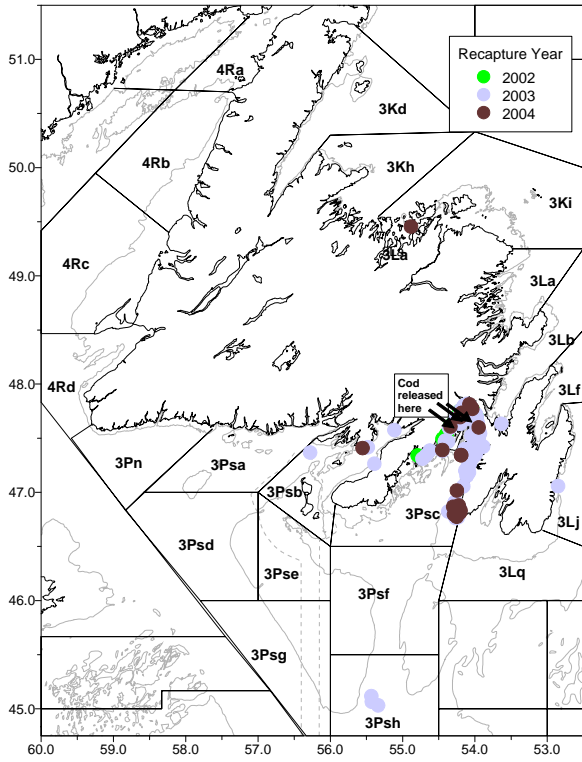 51.0
50.0
49.0
48.0
47.0
46.0
45.0
60.0 59.0 58.0 57.0 56.0 55.0 54.0 53.0
Recapture Year
2002
2003
2004
4Ra
3Kd
4Rb
3Kh
3Ki
3La
4Rc
3La
3Lb
4Rd
3Lf
Cod
released
here
3Pn
3Psa
3Psb
3Psc
3Lj
3Psd
3Pse
3Lq
3Psf
3Psg
3Psh